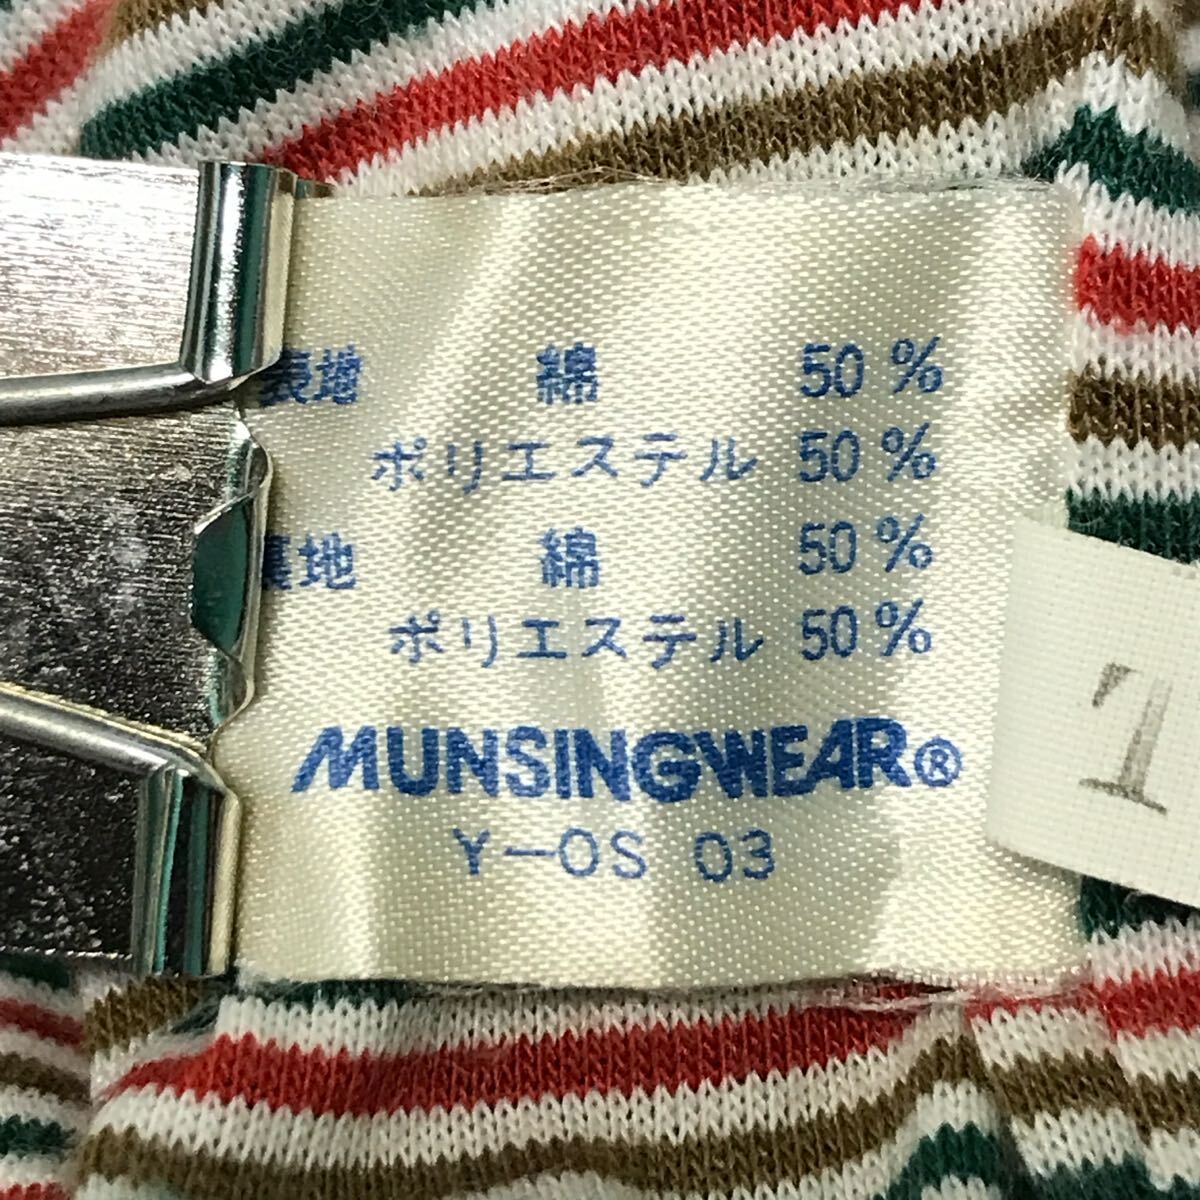 表地 綿 50%
ポリエステル 50%
裏地 綿 50%
ポリエステル 50%
MUNSINGWEAR®
Y-OS 03